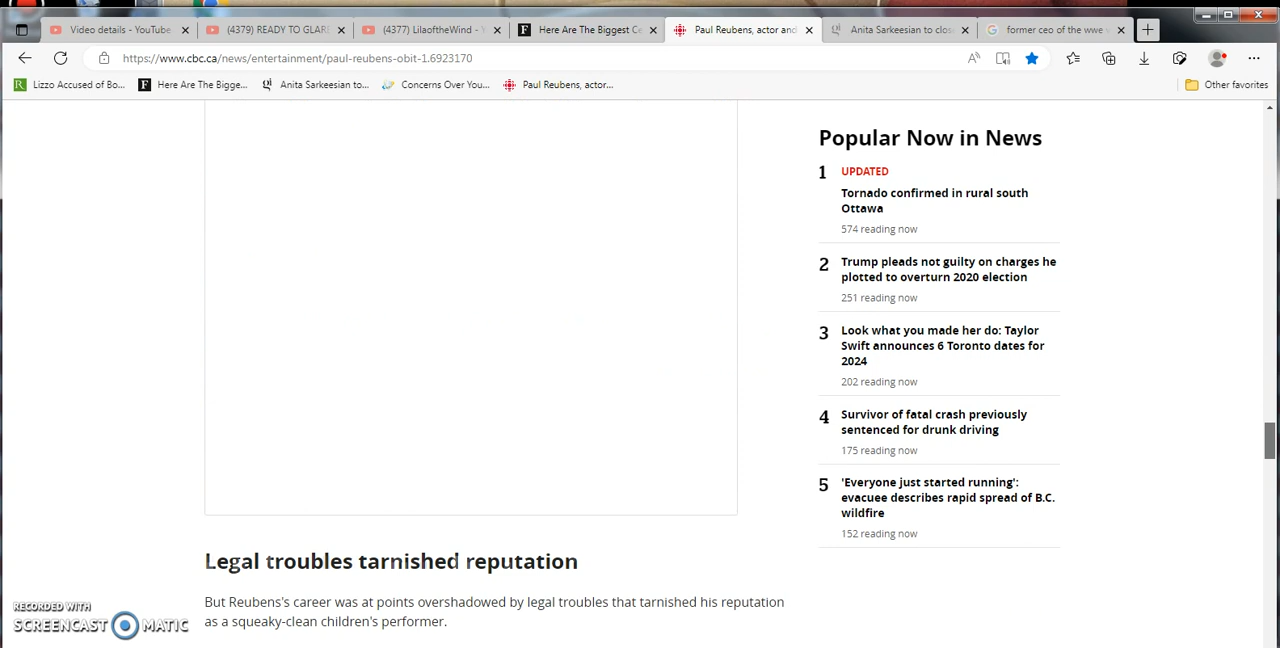 Video details - YouTube
(4379) READY TO GLARE
(4377) LilaoftheWind - Y
Here Are The Biggest Ce
Paul Reubens, actor and
Anita Sarkeesian to close
former ceo of the wwe
https://www.cbc.ca/news/entertainment/paul-reubens-obit-1.6923170
Lizzo Accused of Bo...
Here Are The Bigge...
Anita Sarkeesian to...
Concerns Over You...
Paul Reubens, actor...
Other favorites
Popular Now in News
1 UPDATED
Tornado confirmed in rural south
Ottawa
574 reading now
2 Trump pleads not guilty on charges he
plotted to overturn 2020 election
251 reading now
3 Look what you made her do: Taylor
Swift announces 6 Toronto dates for
2024
202 reading now
4 Survivor of fatal crash previously
sentenced for drunk driving
175 reading now
5 'Everyone just started running':
evacuee describes rapid spread of B.C.
wildfire
152 reading now
Legal troubles tarnished reputation
But Reubens's career was at points overshadowed by legal troubles that tarnished his reputation
as a squeaky-clean children's performer.
RECORDED WITH
SCREENCAST MATIC